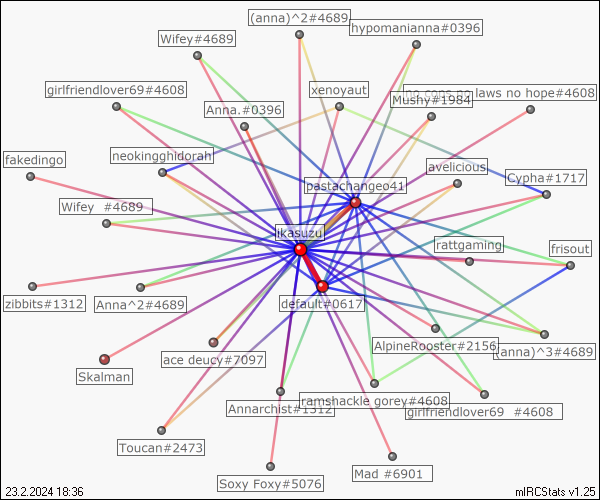 (anna)^2#4689
hypomanianna#0396
Wifey#4689
girlfriendlover69#4608
xenoyaut
no cops no laws no hope#4608
Mushy#1984
Anna.#0396
fakedingo
neokingghidorah
avelicious
pastachangeo41
Cypha#1717
Wifey  #4689
ikasuzu
rattgaming
frisout
zibbits#1312
Anna^2#4689
default#0617
AlpineRooster#2156
(anna)^3#4689
ace deucy#7097
Skalman
ramshackle gorey#4608
Annarchist#1312
girlfriendlover69  #4608
Toucan#2473
Soxy Foxy#5076
Mad #6901
23.2.2024 18:36
mIRCStats v1.25